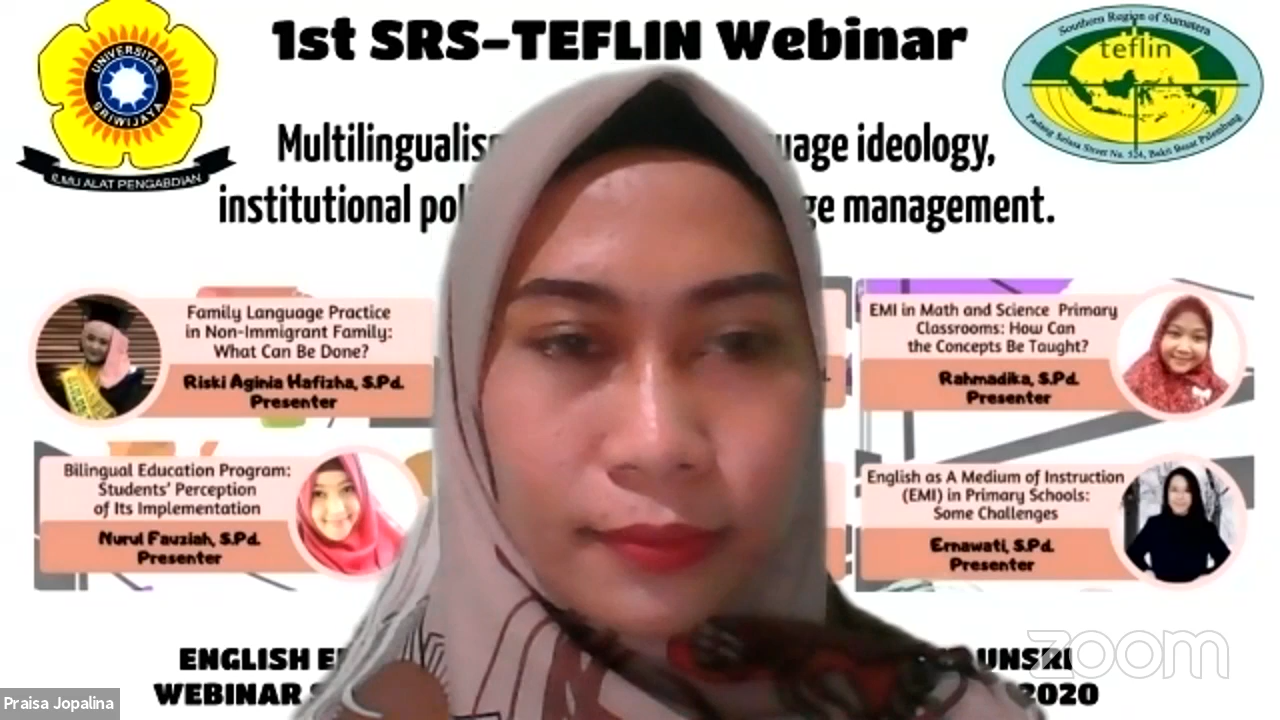 1st SRS-TEFLIN Webinar
UNIVERSITAS
SRIWIJAYA
ILMU ALAT PENGABDIAN
Southern Region of Sumatera
teflin
Padang Selasa Street No. 524, Bukit Besar Palembang
Multilingualis uage ideology,
institutional pol ge management.
Family Language Practice
in Non-Immigrant Family:
What Can Be Done?
Riski Aginia Hafizha, S.Pd.
Presenter
EMI in Math and Science Primary
Classrooms: How Can
the Concepts Be Taught?
Rahmadika, S.Pd.
Presenter
Bilingual Education Program:
Students' Perception
of Its Implementation
Nurul Fauziah, S.Pd.
Presenter
English as A Medium of Instruction
(EMI) in Primary Schools:
Some Challenges
Ernawati, S.Pd.
Presenter
ENGLISH E UNSRI
WEBINAR 2020
zoom
Praisa Jopalina